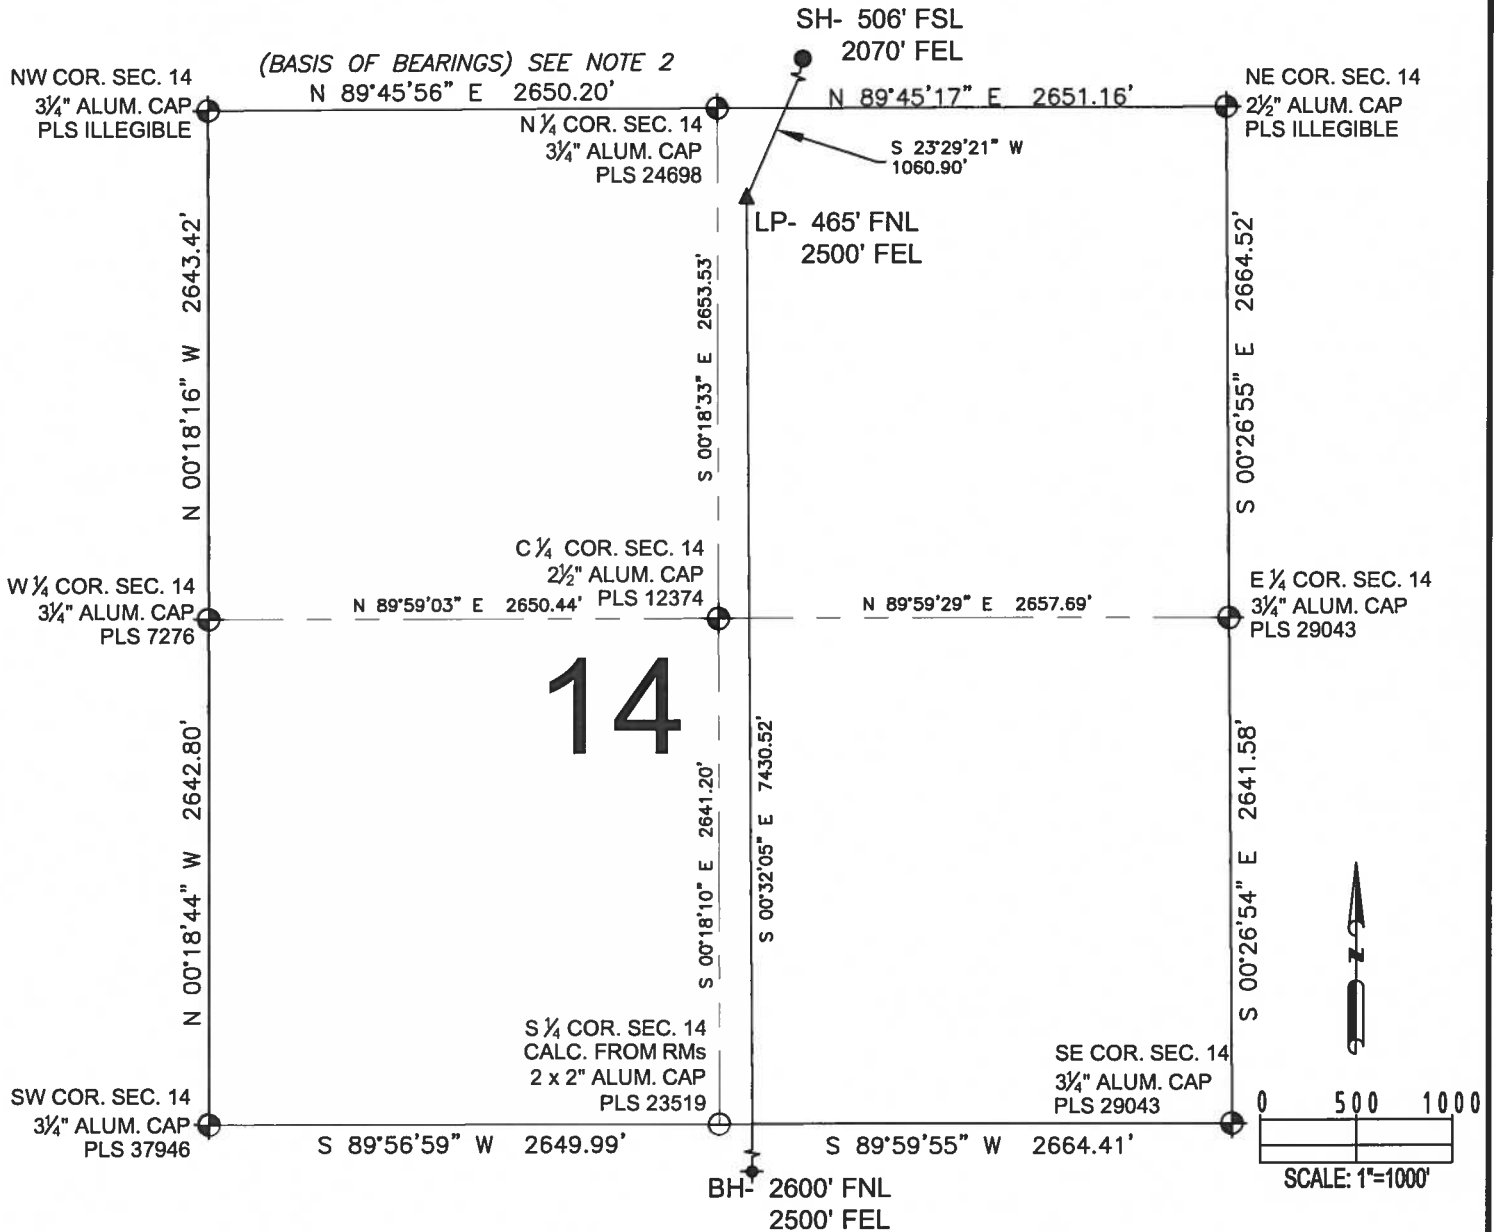 SH- 506' FSL
2070' FEL
(BASIS OF BEARINGS) SEE NOTE 2
N 89°45'56" E 2650.20'
N 89°45'17" E 2651.16'
NW COR. SEC. 14
3¼" ALUM. CAP
PLS ILLEGIBLE
N ¼ COR. SEC. 14
3¼" ALUM. CAP
PLS 24698
NE COR. SEC. 14
2½" ALUM. CAP
PLS ILLEGIBLE
S 23°29'21" W
1060.90'
LP- 465' FNL
2500' FEL
N 00°18'16" W 2643.42'
S 00°18'33" E 2653.53'
S 00°26'55" E 2664.52'
W ¼ COR. SEC. 14
3¼" ALUM. CAP
PLS 7276
C ¼ COR. SEC. 14
2½" ALUM. CAP
PLS 12374
E ¼ COR. SEC. 14
3¼" ALUM. CAP
PLS 29043
N 89°59'03" E 2650.44'
N 89°59'29" E 2657.69'
14
N 00°18'44" W 2642.80'
S 00°18'10" E 2641.20'
S 00°32'05" E 7430.52'
S 00°26'54" E 2641.58'
N
SW COR. SEC. 14
3¼" ALUM. CAP
PLS 37946
S ¼ COR. SEC. 14
CALC. FROM RMs
2 x 2" ALUM. CAP
PLS 23519
SE COR. SEC. 14
3¼" ALUM. CAP
PLS 29043
S 89°56'59" W 2649.99'
S 89°59'55" W 2664.41'
BH- 2600' FNL
2500' FEL
0 500 1000
SCALE: 1"=1000'